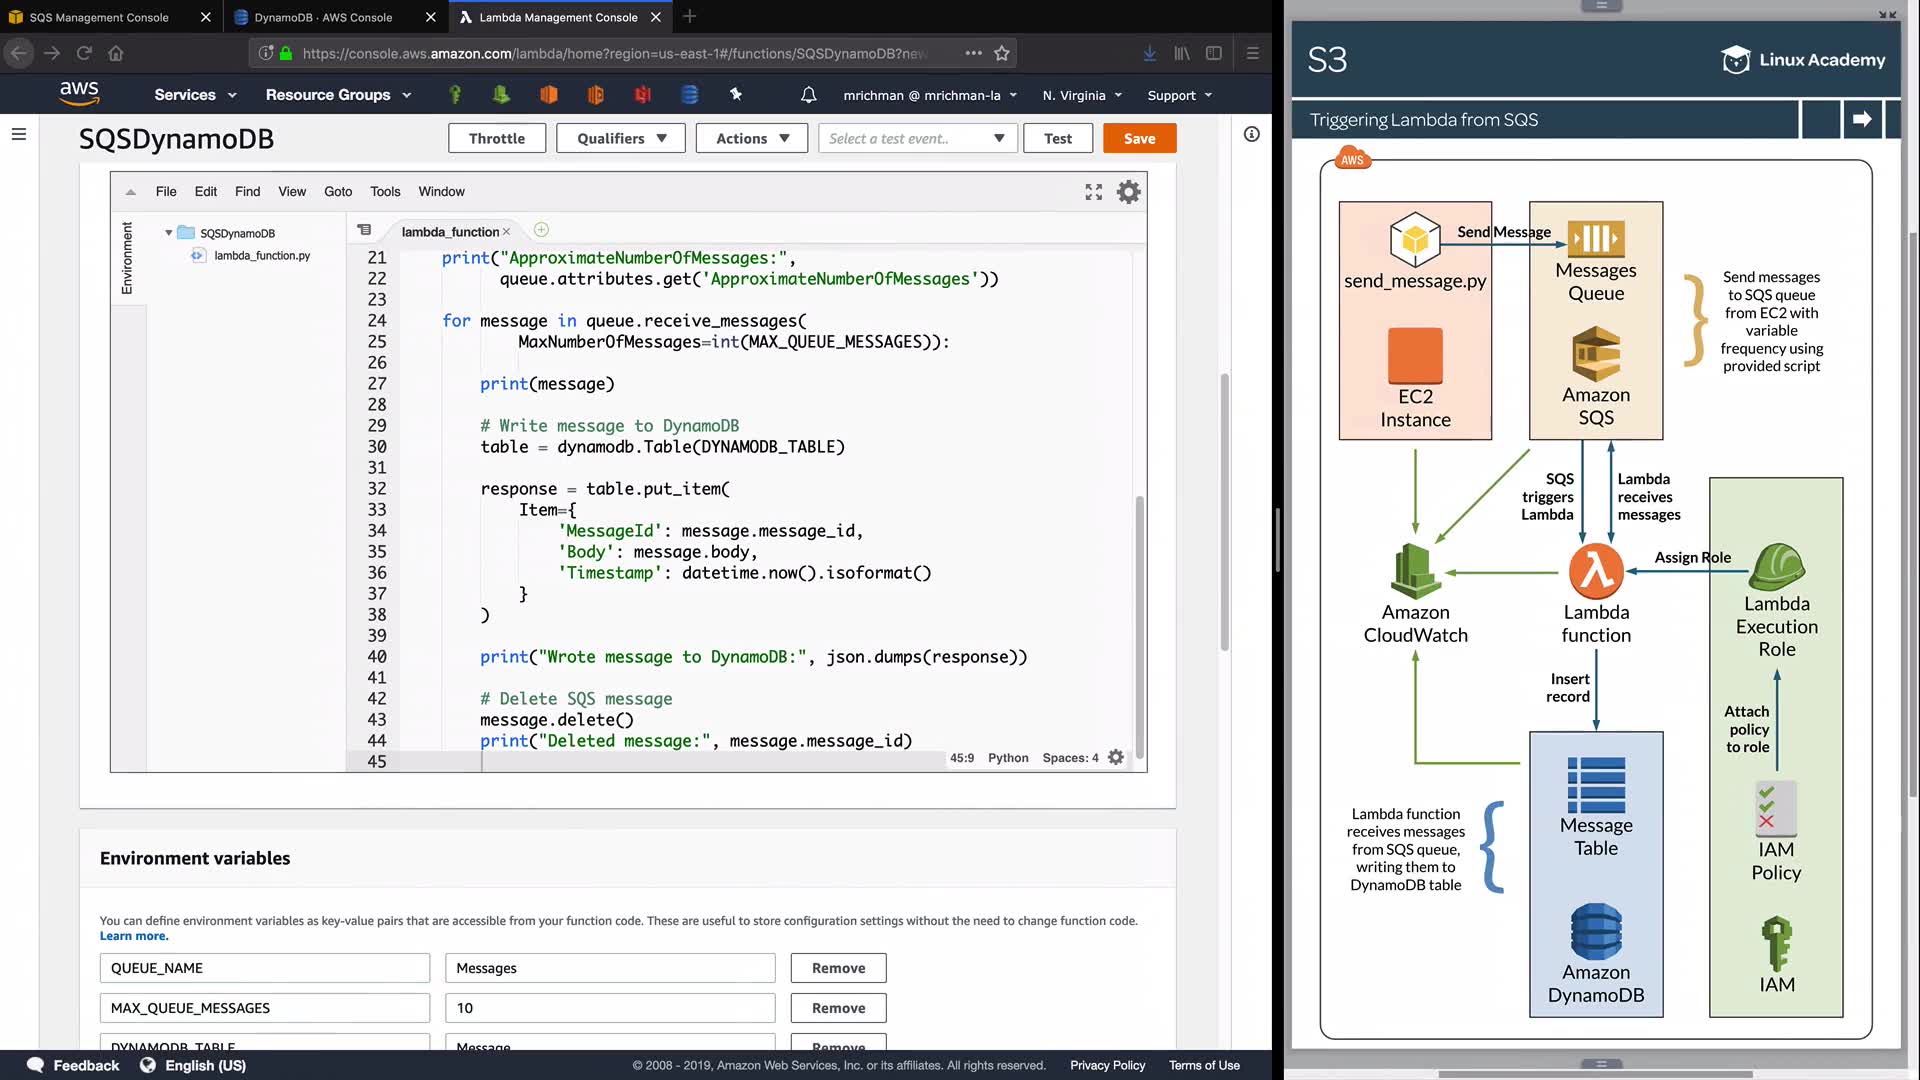 SQS Management Console
DynamoDB · AWS Console
Lambda Management Console
https://console.aws.amazon.com/lambda/home?region=us-east-1#/functions/SQSDynamoDB?new
aws
Services
Resource Groups
mrichman @ mrichman-la
N. Virginia
Support
SQSDynamoDB
Throttle
Qualifiers
Actions
Select a test event..
Test
Save
File Edit Find View Goto Tools Window
Environment
SQSDynamoDB
lambda_function.py
lambda_function
21 print("ApproximateNumberOfMessages:",
22 queue.attributes.get('ApproximateNumberOfMessages'))
23
24 for message in queue.receive_messages(
25 MaxNumberOfMessages=int(MAX_QUEUE_MESSAGES)):
26
27 print(message)
28
29 # Write message to DynamoDB
30 table = dynamodb.Table(DYNAMODB_TABLE)
31
32 response = table.put_item(
33 Item={
34 'MessageId': message.message_id,
35 'Body': message.body,
36 'Timestamp': datetime.now().isoformat()
37 }
38 )
39
40 print("Wrote message to DynamoDB:", json.dumps(response))
41
42 # Delete SQS message
43 message.delete()
44 print("Deleted message:", message.message_id)
45
45:9 Python Spaces: 4
Environment variables
You can define environment variables as key-value pairs that are accessible from your function code. These are useful to store configuration settings without the need to change function code.
Learn more.
QUEUE_NAME Messages Remove
MAX_QUEUE_MESSAGES 10 Remove
DYNAMODB_TABLE Message Remove
Feedback
English (US)
© 2008 - 2019, Amazon Web Services, Inc. or its affiliates. All rights reserved.
Privacy Policy
Terms of Use
S3
Linux Academy
Triggering Lambda from SQS
AWS
Send Message
send_message.py
EC2
Instance
Messages
Queue
Amazon
SQS
Send messages
to SQS queue
from EC2 with
variable
frequency using
provided script
SQS
triggers
Lambda
Lambda
receives
messages
Assign Role
Amazon
CloudWatch
Lambda
function
Lambda
Execution
Role
Insert
record
Attach
policy
to role
Lambda function
receives messages
from SQS queue,
writing them to
DynamoDB table
Message
Table
Amazon
DynamoDB
IAM
Policy
IAM